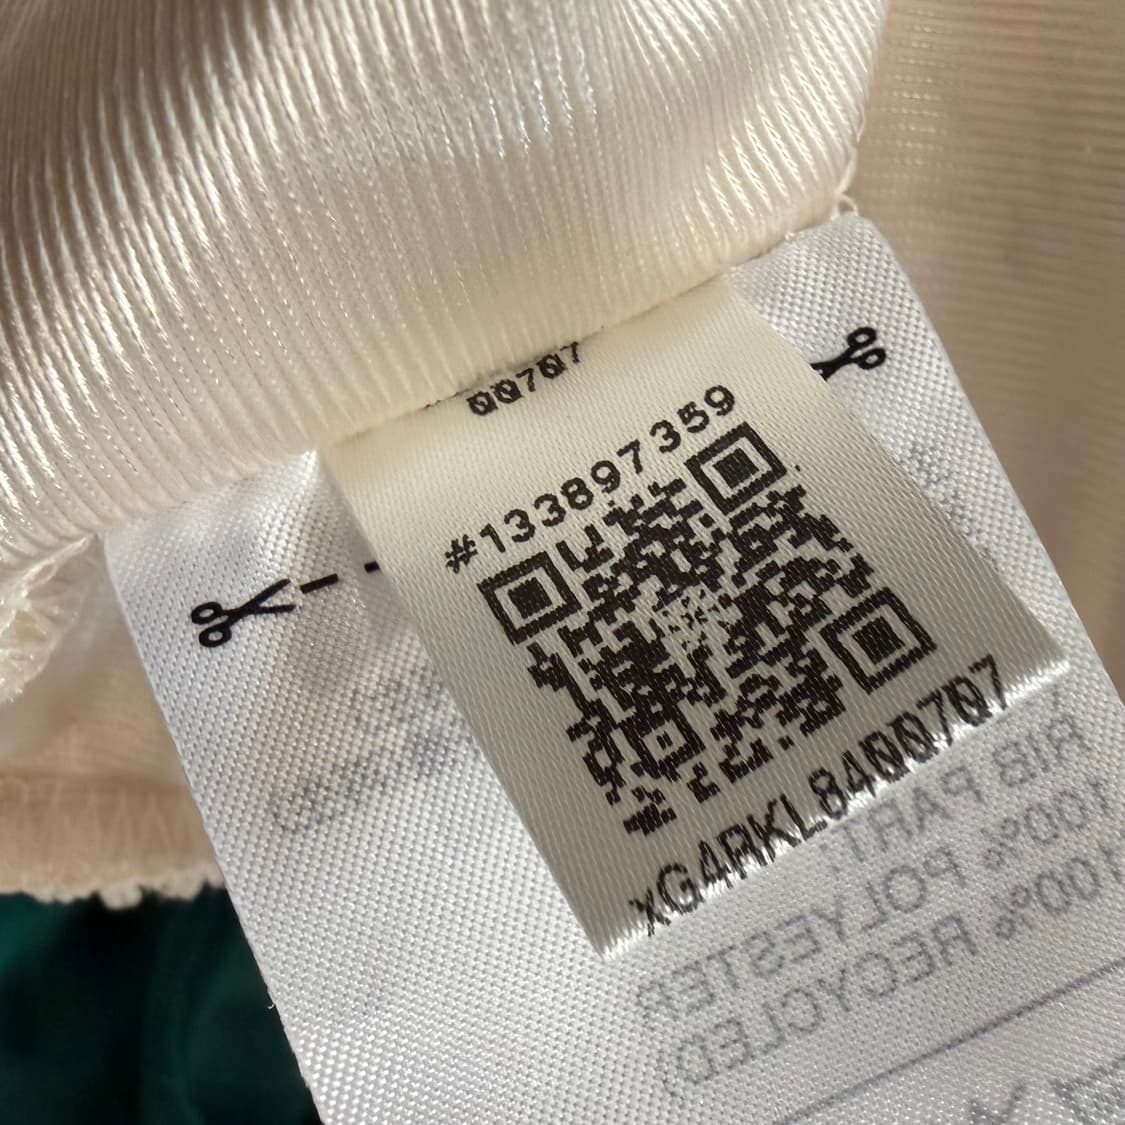 00707
#133897359
xG4RKL8400707
RIB PART
100% POLYESTER
100% RECYCLED)